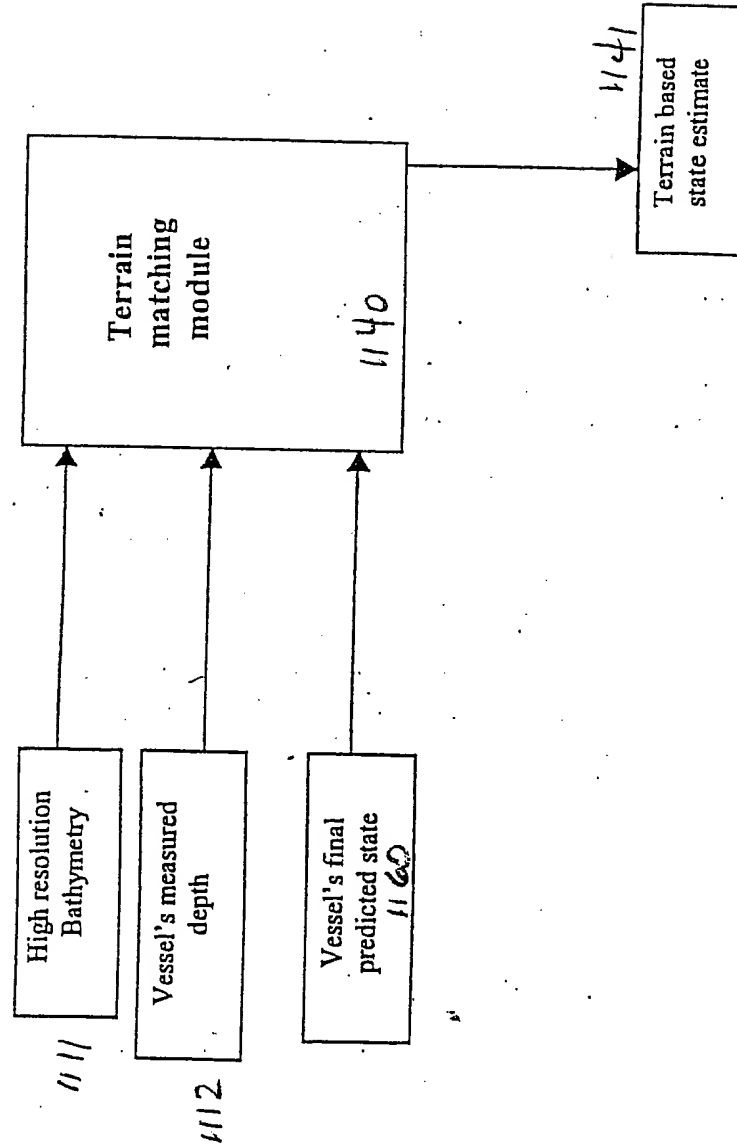 High resolution
Bathymetry
1111
Vessel's measured
depth
1112
Vessel's final
predicted state
1160
Terrain
matching
module
1140
Terrain based
state estimate
1141